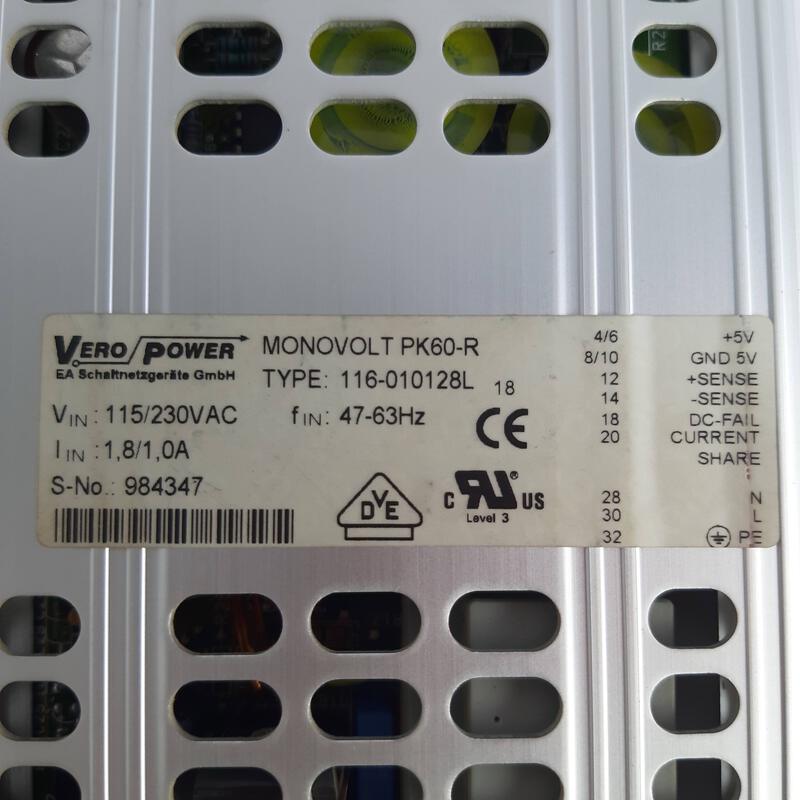 VERO POWER
EA Schaltnetzgeräte GmbH
MONOVOLT PK60-R
TYPE: 116-010128L 18
VIN : 115/230VAC
fIN: 47-63Hz
IIN : 1,8/1,0A
S-No.: 984347
CE
DVE
c RU ® US
Level 3
4/6 +5V
8/10 GND 5V
12 +SENSE
14 -SENSE
18 DC-FAIL
20 CURRENT
SHARE
28 N
30 L
32 PE
R2